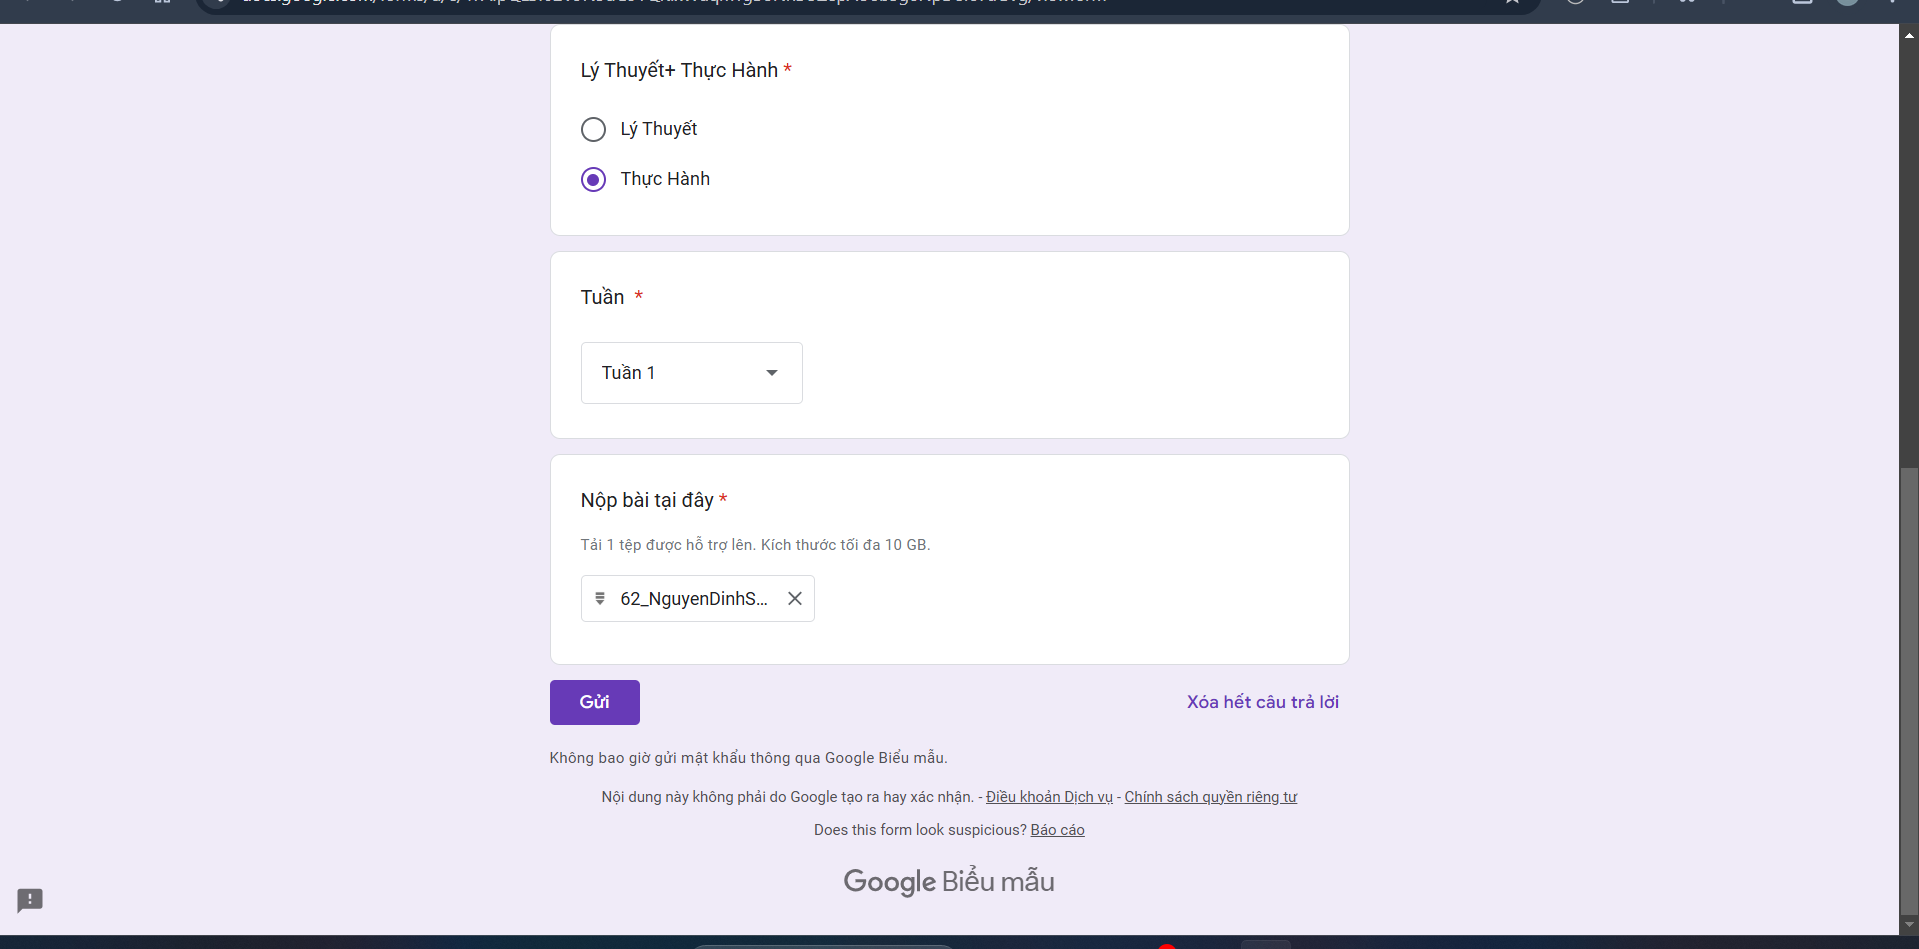 Lý Thuyết+ Thực Hành *
Lý Thuyết
Thực Hành
Tuần *
Tuần 1
Nộp bài tại đây *
Tải 1 tệp được hỗ trợ lên. Kích thước tối đa 10 GB.
62_NguyenDinhS...
Gửi
Xóa hết câu trả lời
Không bao giờ gửi mật khẩu thông qua Google Biểu mẫu.
Nội dung này không phải do Google tạo ra hay xác nhận. - Điều khoản Dịch vụ - Chính sách quyền riêng tư
Does this form look suspicious? Báo cáo
Google Biểu mẫu